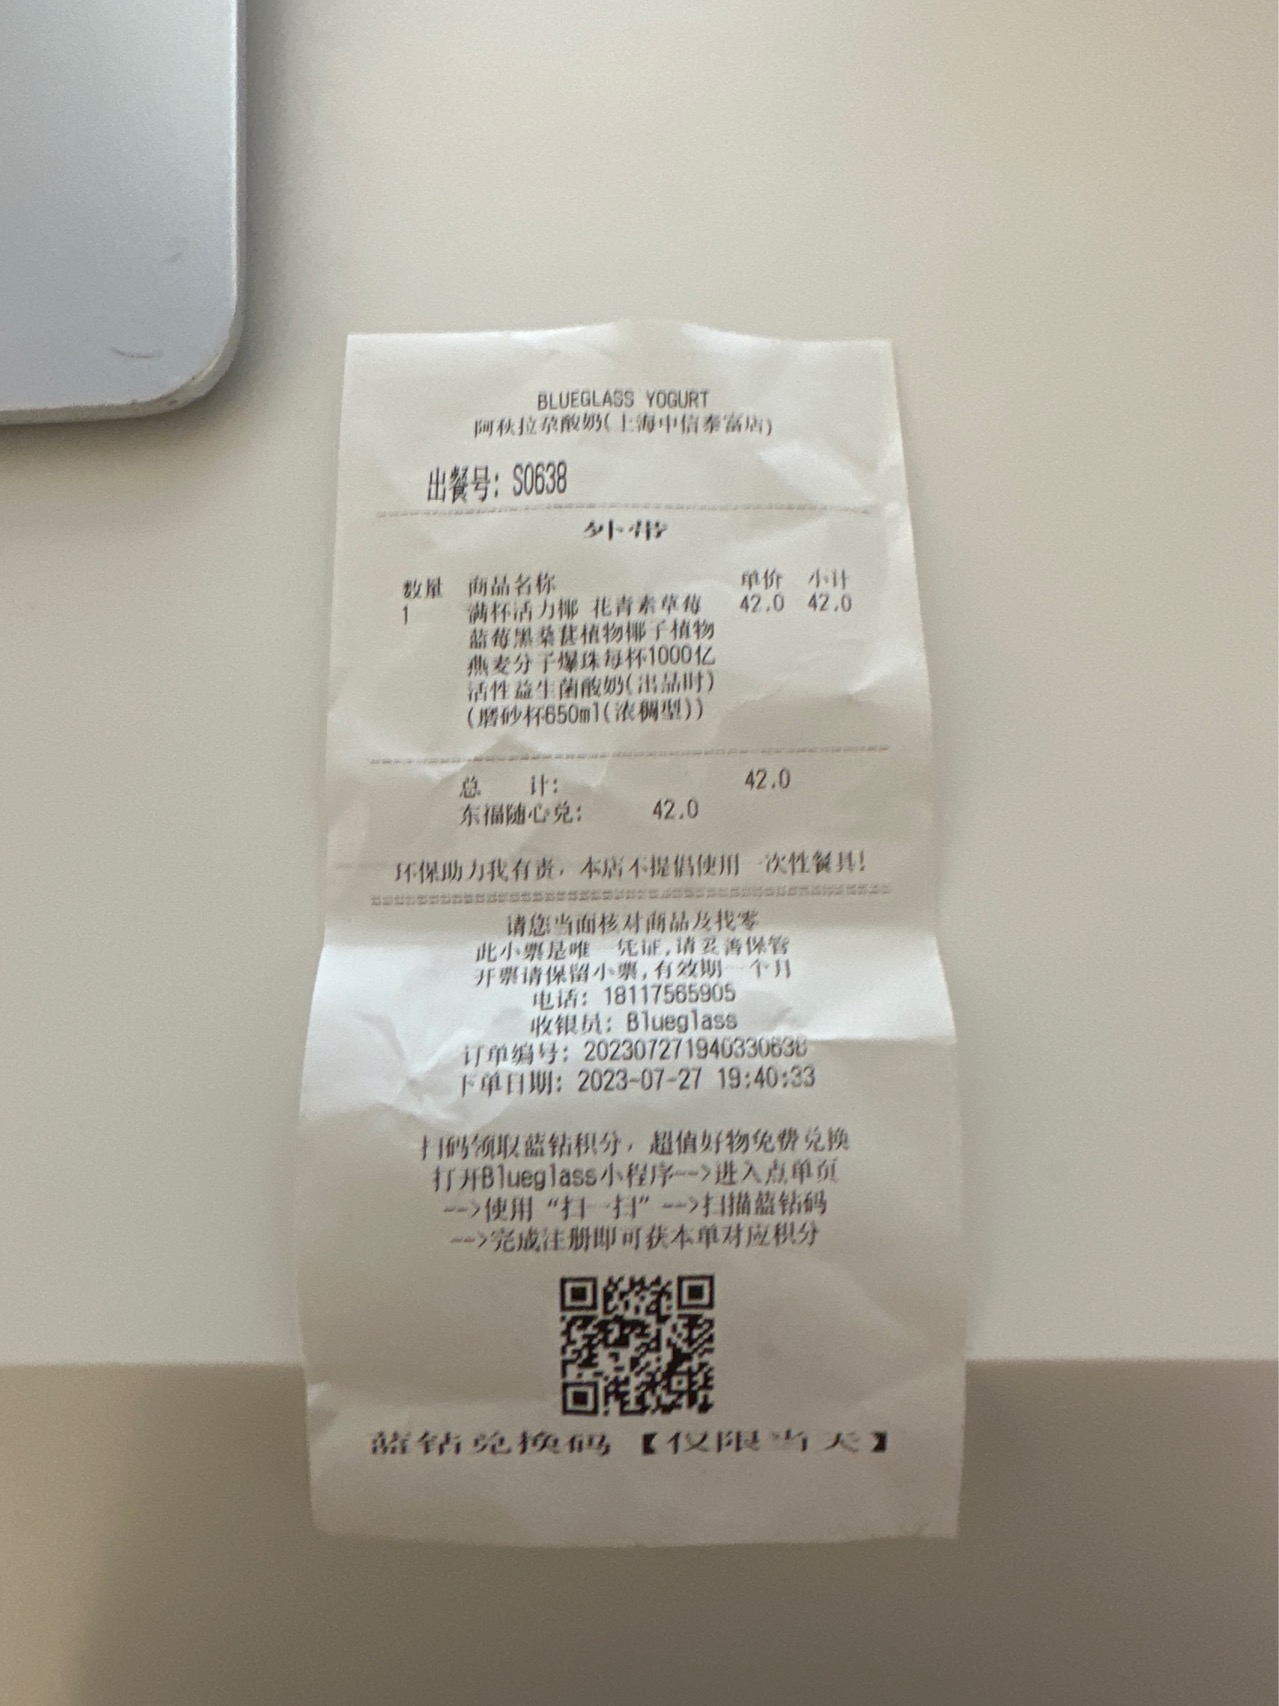 BLUEGLASS YOGURT
阿秋拉尕酸奶(上海中信泰富店)
出餐号: S0638
外带
数量 商品名称 单价 小计
1 满杯活力椰 花青素草莓 42.0 42.0
蓝莓黑桑葚植物椰子植物
燕麦分子爆珠每杯1000亿
活性益生菌酸奶(出品时)
(磨砂杯650ml(浓稠型))
总 计: 42.0
东福随心兑: 42.0
环保助力我有责，本店不提倡使用一次性餐具!
请您当面核对商品及找零
此小票是唯一凭证,请妥善保管
开票请保留小票,有效期一个月
电话: 18117565905
收银员: Blueglass
订单编号: 202307271940330638
下单日期: 2023-07-27 19:40:33
扫码领取蓝钻积分，超值好物免费兑换
打开Blueglass小程序-->进入点单页
-->使用“扫一扫”-->扫描蓝钻码
-->完成注册即可获本单对应积分
蓝钻兑换码【仅限当天】